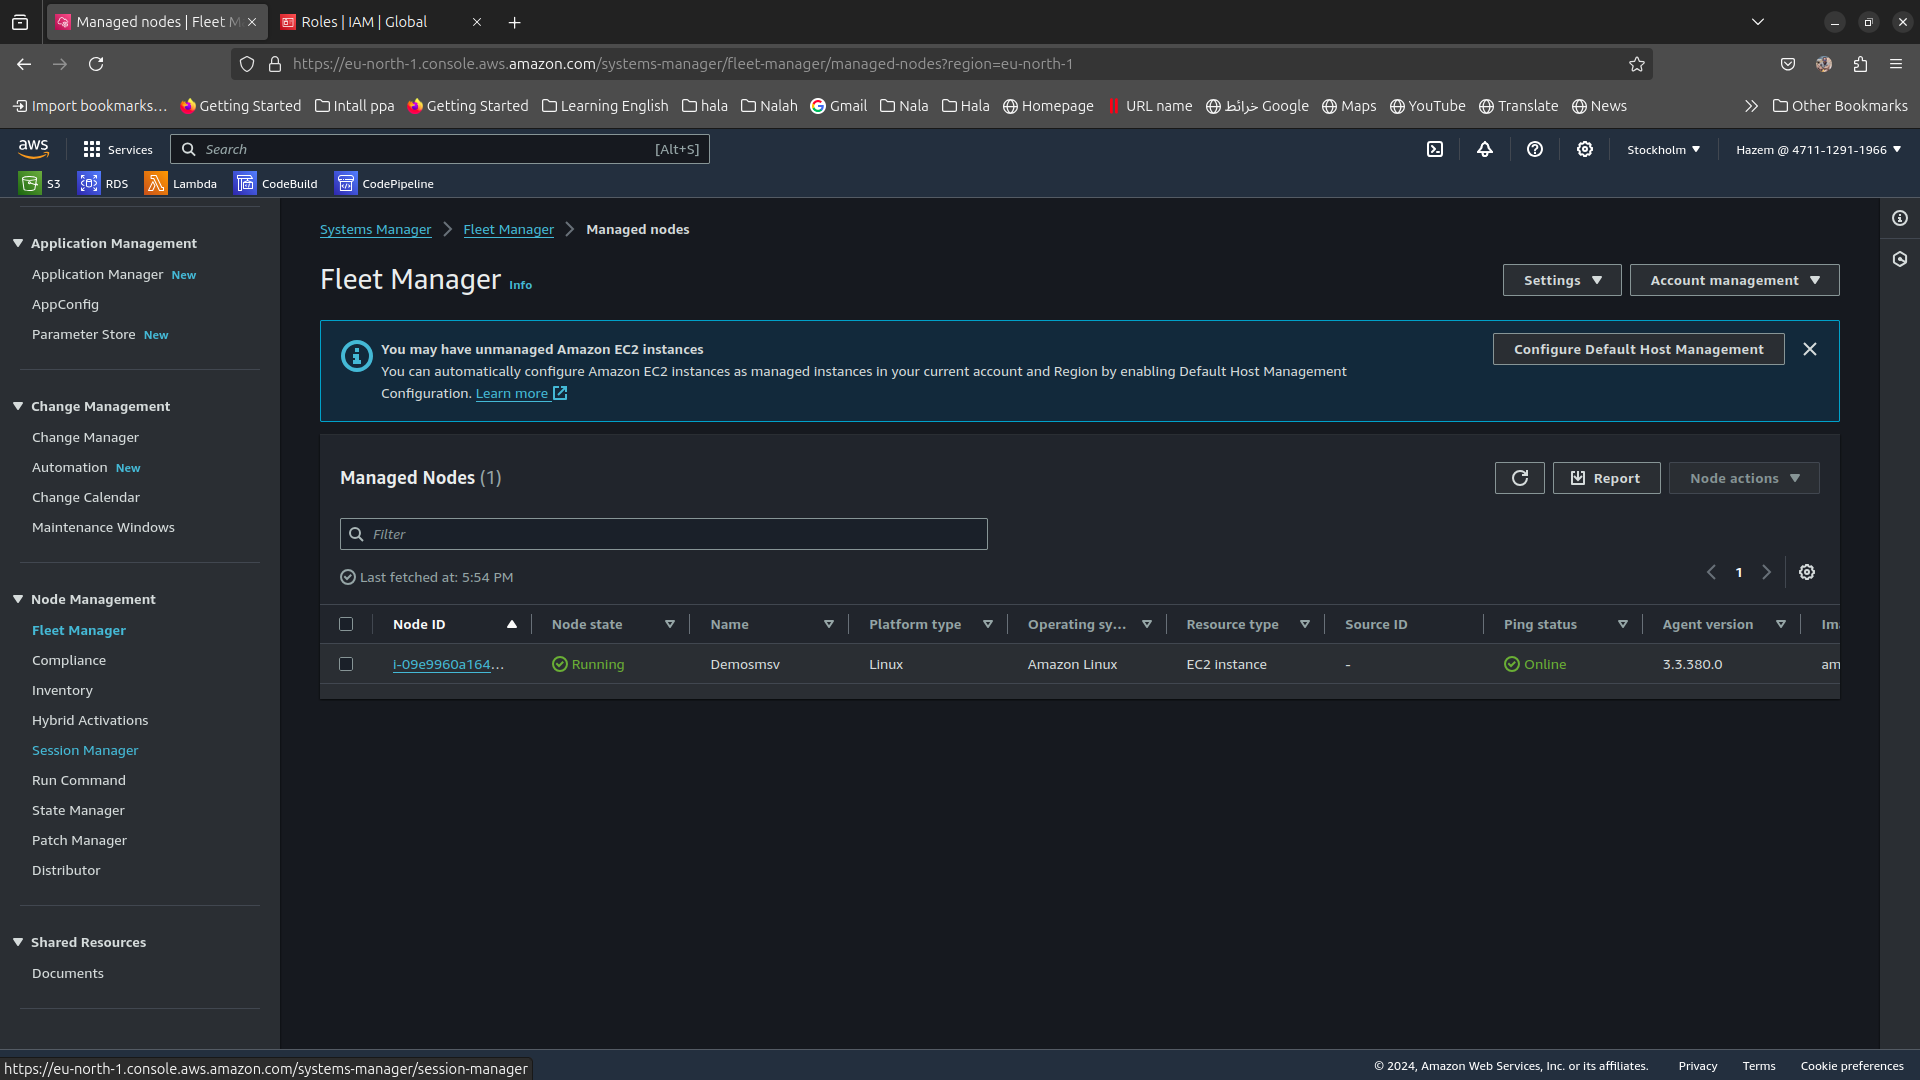 Managed nodes | Fleet M
Roles | IAM | Global
https://eu-north-1.console.aws.amazon.com/systems-manager/fleet-manager/managed-nodes?region=eu-north-1
Import bookmarks...
Getting Started
Intall ppa
Getting Started
Learning English
hala
Nalah
Gmail
Nala
Hala
Homepage
URL name
خرائط Google
Maps
YouTube
Translate
News
Other Bookmarks
aws
Services
Search
[Alt+S]
Stockholm
Hazem @ 4711-1291-1966
S3
RDS
Lambda
CodeBuild
CodePipeline
Application Management
Application Manager New
AppConfig
Parameter Store New
Change Management
Change Manager
Automation New
Change Calendar
Maintenance Windows
Node Management
Fleet Manager
Compliance
Inventory
Hybrid Activations
Session Manager
Run Command
State Manager
Patch Manager
Distributor
Shared Resources
Documents
Systems Manager
Fleet Manager
Managed nodes
Fleet Manager Info
Settings
Account management
You may have unmanaged Amazon EC2 instances
You can automatically configure Amazon EC2 instances as managed instances in your current account and Region by enabling Default Host Management
Configuration. Learn more
Configure Default Host Management
Managed Nodes (1)
Report
Node actions
Filter
Last fetched at: 5:54 PM
1
Node ID
Node state
Name
Platform type
Operating sy...
Resource type
Source ID
Ping status
Agent version
Im
i-09e9960a164...
Running
Demosmsv
Linux
Amazon Linux
EC2 instance
-
Online
3.3.380.0
am
https://eu-north-1.console.aws.amazon.com/systems-manager/session-manager
© 2024, Amazon Web Services, Inc. or its affiliates.
Privacy
Terms
Cookie preferences